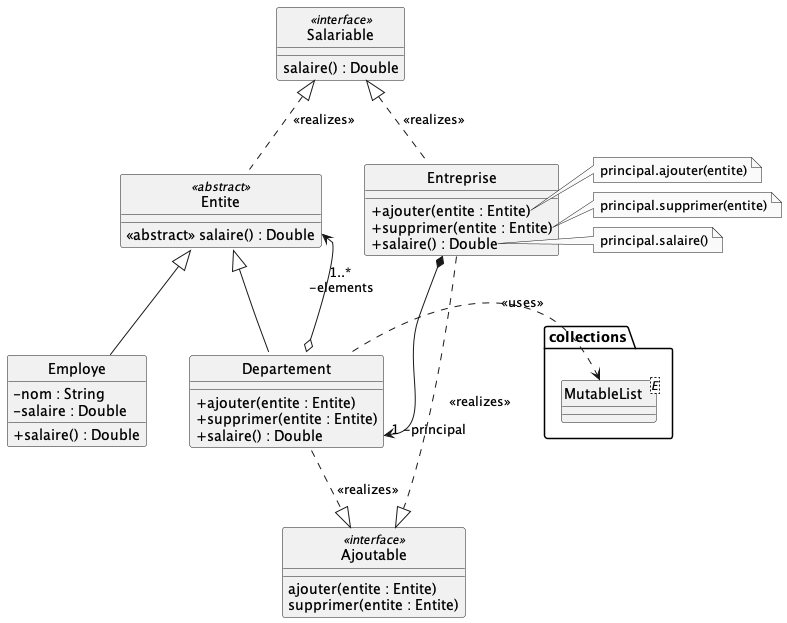 «interface»
Salariable
salaire() : Double
«realizes»
«realizes»
«abstract»
Entite
«abstract» salaire() : Double
Entreprise
+ajouter(entite : Entite)
+supprimer(entite : Entite)
+salaire() : Double
principal.ajouter(entite)
principal.supprimer(entite)
principal.salaire()
1..*
-elements
«uses»
collections
MutableList
E
Employe
-nom : String
-salaire : Double
+salaire() : Double
Departement
+ajouter(entite : Entite)
+supprimer(entite : Entite)
+salaire() : Double
«realizes»
1 -principal
«realizes»
«interface»
Ajoutable
ajouter(entite : Entite)
supprimer(entite : Entite)